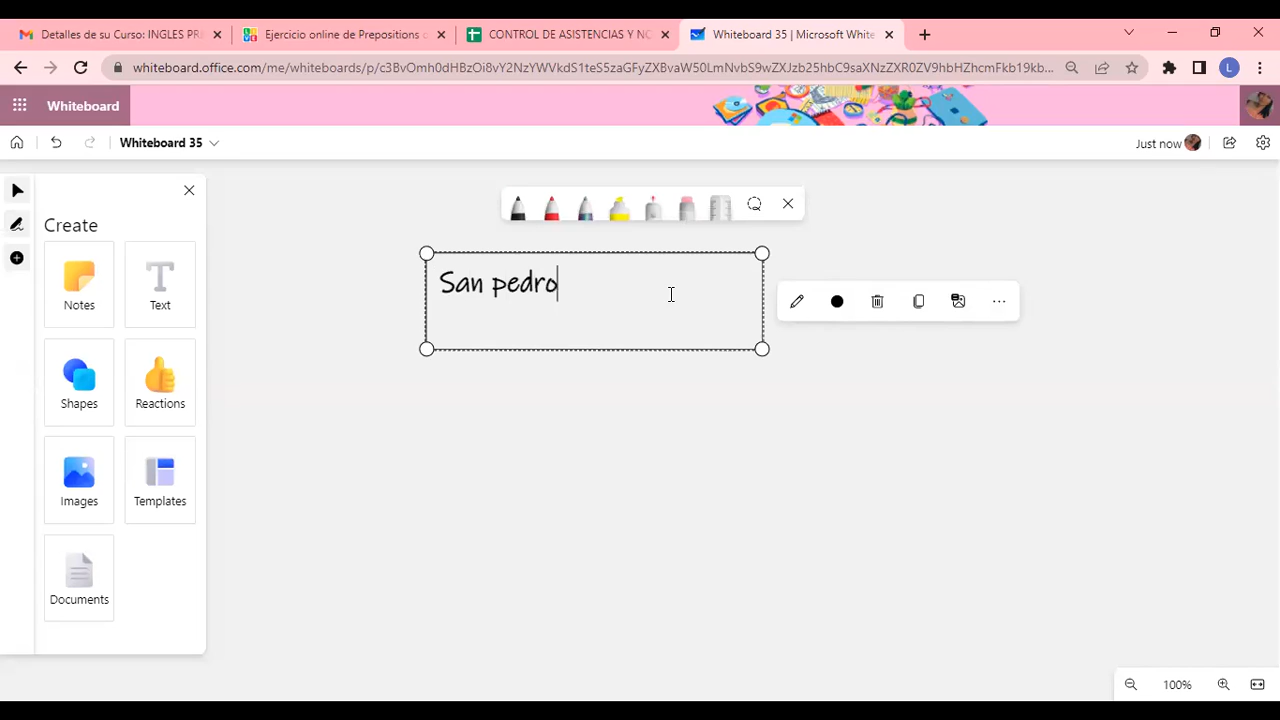 Detalles de su Curso: INGLES PR
Ejercicio online de Prepositions o
CONTROL DE ASISTENCIAS Y NO
Whiteboard 35 | Microsoft White
whiteboard.office.com/me/whiteboards/p/c3BvOmh0dHBzOi8vY2NzYWVkdS1teS5zaGFyZXBvaW50LmNvbS9wZXJzb25hbC9saXNzZXR0ZV9hbHZhcmFkb19kb...
L
Whiteboard
Whiteboard 35
Just now
Create
San pedro
Notes
Text
Shapes
Reactions
Images
Templates
Documents
100%